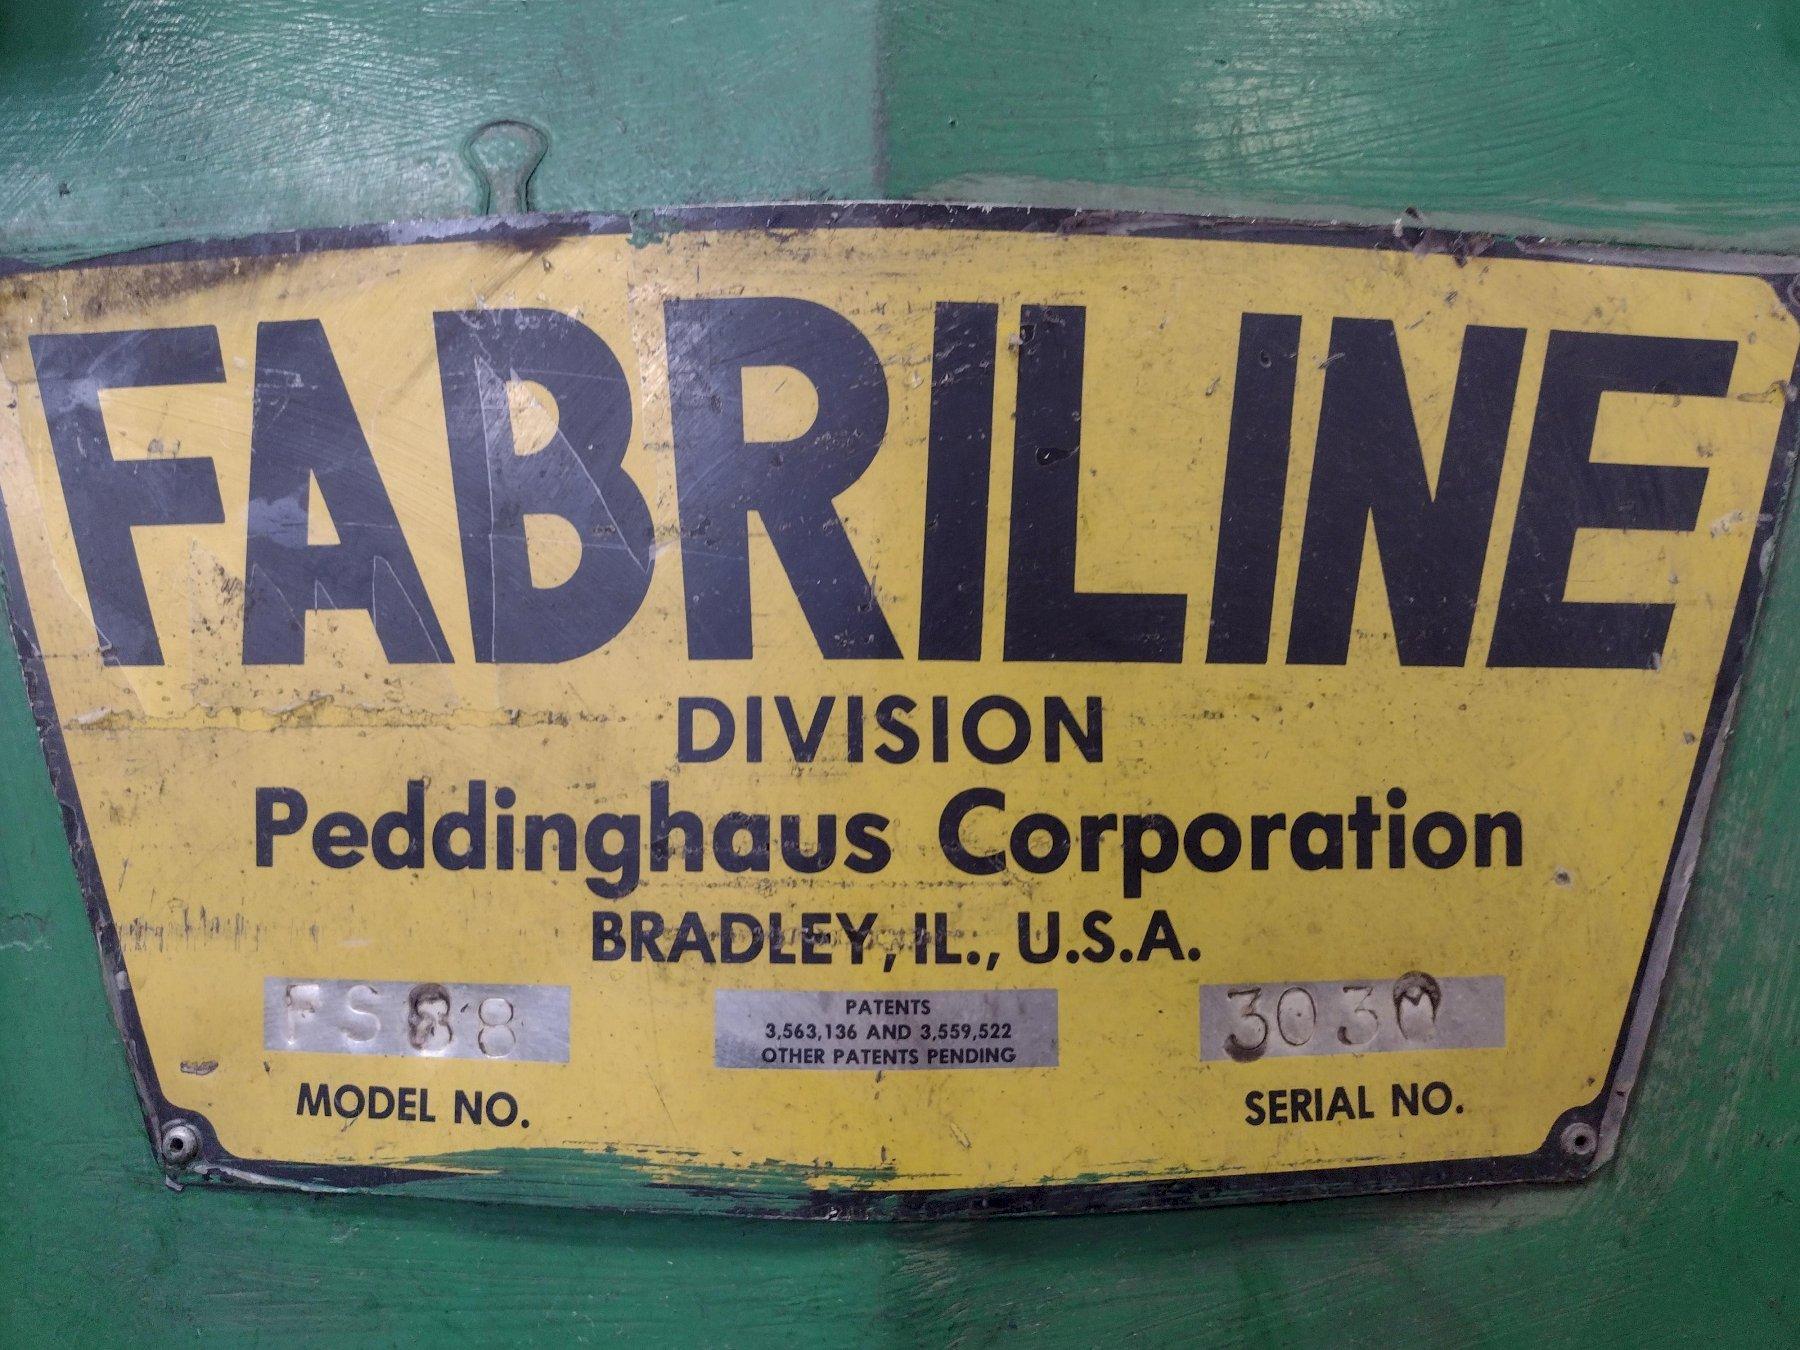 FABRILINE
DIVISION
Peddinghaus Corporation
BRADLEY, IL., U.S.A.
PATENTS
3,563,136 AND 3,559,522
OTHER PATENTS PENDING
303M
MODEL NO.
SERIAL NO.